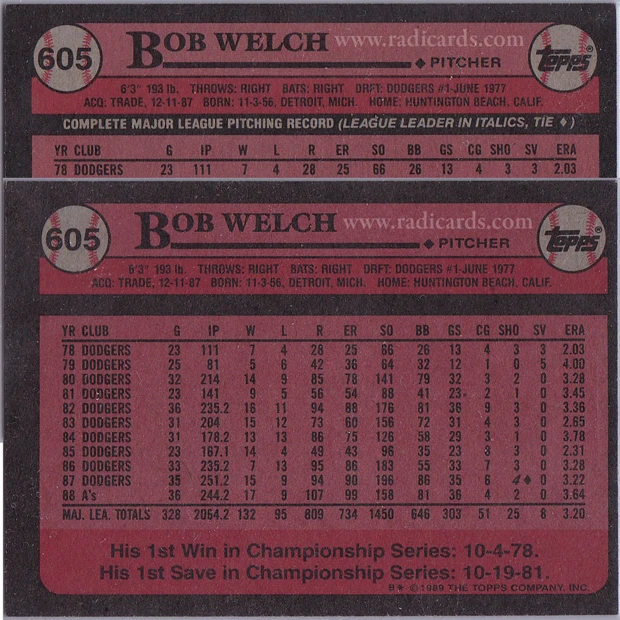 605 BOB WELCH www.radicards.com Topps
PITCHER
6'3" 193 lb. THROWS: RIGHT BATS: RIGHT DRFT: DODGERS #1-JUNE 1977
ACQ: TRADE, 12-11-87 BORN: 11-3-56, DETROIT, MICH. HOME: HUNTINGTON BEACH, CALIF.
COMPLETE MAJOR LEAGUE PITCHING RECORD (LEAGUE LEADER IN ITALICS, TIE ♦)
YR CLUB G IP W L R ER SO BB GS CG SHO SV ERA
78 DODGERS 23 111 7 4 28 25 66 26 13 4 3 3 2.03
605 BOB WELCH www.radicards.com Topps
PITCHER
6'3" 193 lb. THROWS: RIGHT BATS: RIGHT DRFT: DODGERS #1-JUNE 1977
ACQ: TRADE, 12-11-87 BORN: 11-3-56, DETROIT, MICH. HOME: HUNTINGTON BEACH, CALIF.
YR CLUB G IP W L R ER SO BB GS CG SHO SV ERA
78 DODGERS 23 111 7 4 28 25 66 26 13 4 3 3 2.03
79 DODGERS 25 81 5 6 42 36 64 32 12 1 0 5 4.00
80 DODGERS 32 214 14 9 85 78 141 79 32 3 2 0 3.28
81 DODGERS 23 141 9 5 56 54 88 41 23 2 1 0 3.45
82 DODGERS 36 235.2 16 11 94 88 176 81 36 9 3 0 3.36
83 DODGERS 31 204 15 12 73 60 156 72 31 4 3 0 2.65
84 DODGERS 31 178.2 13 13 86 75 126 58 29 3 1 0 3.78
85 DODGERS 23 167.1 14 4 49 43 96 35 23 3 3 0 2.31
86 DODGERS 33 235.2 7 13 95 86 183 55 33 7 3 0 3.28
87 DODGERS 35 251.2 15 9 94 90 196 86 35 6 4♦ 0 3.22
88 A's 36 244.2 17 9 107 99 158 81 36 4 2 0 3.64
MAJ. LEA. TOTALS 328 2064.2 132 95 809 734 1450 646 303 51 25 8 3.20
His 1st Win in Championship Series: 10-4-78.
His 1st Save in Championship Series: 10-19-81.
B* © 1989 THE TOPPS COMPANY, INC.